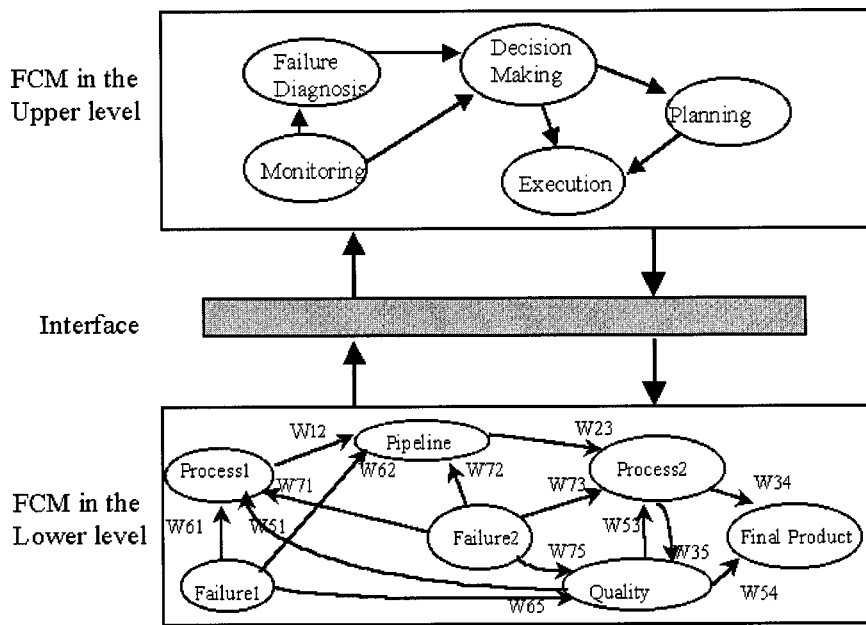 FCM in the
Upper level
Failure
Diagnosis
Decision
Making
Planning
Monitoring
Execution
Interface
FCM in the
Lower level
W12
Pipeline
W23
Process1
W62
W72
Process2
W71
W73
W34
W61
W51
Failure2
W53
Final Product
W75
W35
Failure1
Quality
W65
W54